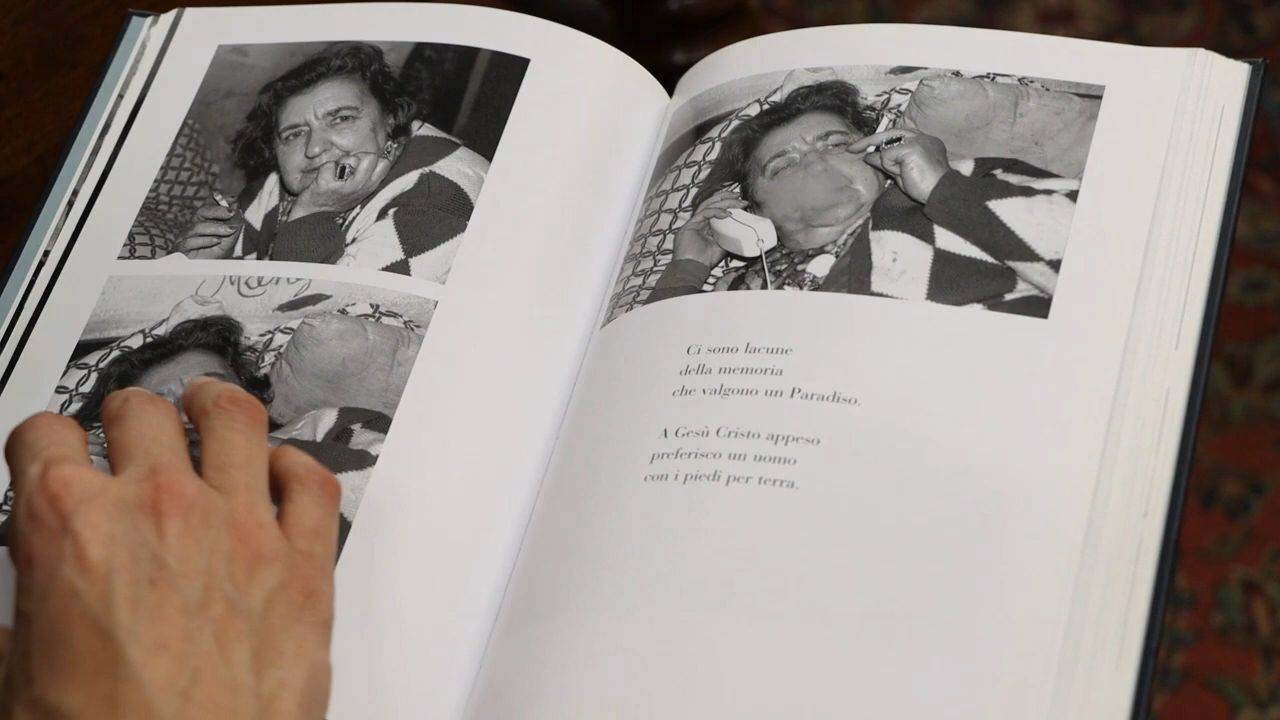 Ci sono lacune
della memoria
che valgono un Paradiso.
A Gesù Cristo appeso
preferisco un uomo
con i piedi per terra.